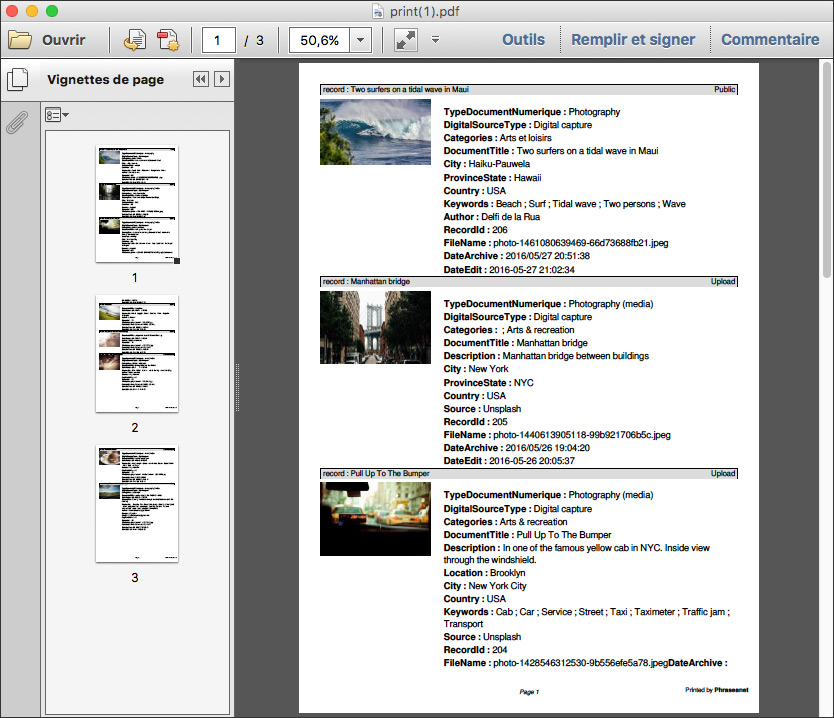 print(1).pdf
Ouvrir
1 / 3
50,6%
Outils
Remplir et signer
Commentaire
Vignettes de page
1
2
3
record : Two surfers on a tidal wave in Maui Public
TypeDocumentNumerique : Photography
DigitalSourceType : Digital capture
Categories : Arts et loisirs
DocumentTitle : Two surfers on a tidal wave in Maui
City : Haiku-Pauwela
ProvinceState : Hawaii
Country : USA
Keywords : Beach ; Surf ; Tidal wave ; Two persons ; Wave
Author : Delfi de la Rua
RecordId : 206
FileName : photo-1461080639469-66d73688fb21.jpeg
DateArchive : 2016/05/27 20:51:38
DateEdit : 2016-05-27 21:02:34
record : Manhattan bridge Upload
TypeDocumentNumerique : Photography (media)
DigitalSourceType : Digital capture
Categories : ; Arts & recreation
DocumentTitle : Manhattan bridge
Description : Manhattan bridge between buildings
City : New York
ProvinceState : NYC
Country : USA
Source : Unsplash
RecordId : 205
FileName : photo-1440613905118-99b921706b5c.jpeg
DateArchive : 2016/05/26 19:04:20
DateEdit : 2016-05-26 20:05:37
record : Pull Up To The Bumper Upload
TypeDocumentNumerique : Photography (media)
DigitalSourceType : Digital capture
Categories : Arts & recreation
DocumentTitle : Pull Up To The Bumper
Description : In one of the famous yellow cab in NYC. Inside view
through the windshield.
Location : Brooklyn
City : New York City
Country : USA
Keywords : Cab ; Car ; Service ; Street ; Taxi ; Taximeter ; Traffic jam ;
Transport
Source : Unsplash
RecordId : 204
FileName : photo-1428546312530-9b556efe5a78.jpegDateArchive :
Page 1
Printed by Phraseanet